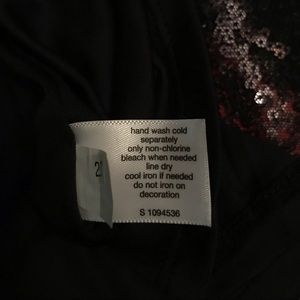 hand wash cold
separately
only non-chlorine
bleach when needed
line dry
cool iron if needed
do not iron on
decoration
S 1094536